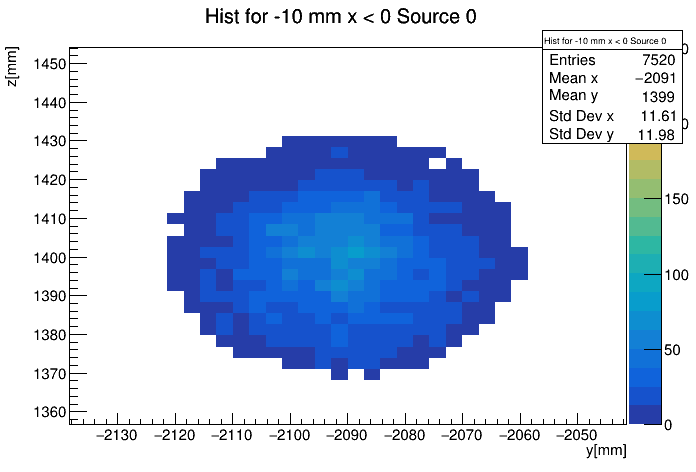 Hist for -10 mm x < 0 Source 0
z[mm]
Hist for -10 mm x < 0 Source 0
Entries 7520
Mean x −2091
Mean y 1399
Std Dev x 11.61
Std Dev y 11.98
1450
1440
1430
1420
1410
1400
1390
1380
1370
1360
−2130 −2120 −2110 −2100 −2090 −2080 −2070 −2060 −2050
y[mm]
0
0
150
100
50
0